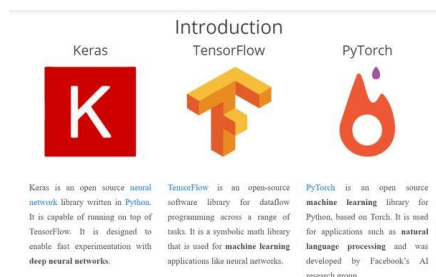 Introduction
Keras
TensorFlow
PyTorch
K
Keras is an open source neural
network library written in Python.
It is capable of running on top of
TensorFlow. It is designed to
enable fast experimentation with
deep neural networks.
TensorFlow is an open-source
software library for dataflow
programming across a range of
tasks. It is a symbolic math library
that is used for machine learning
applications like neural networks.
PyTorch is an open source
machine learning library for
Python, based on Torch. It is used
for applications such as natural
language processing and was
developed by Facebook's AI
research group